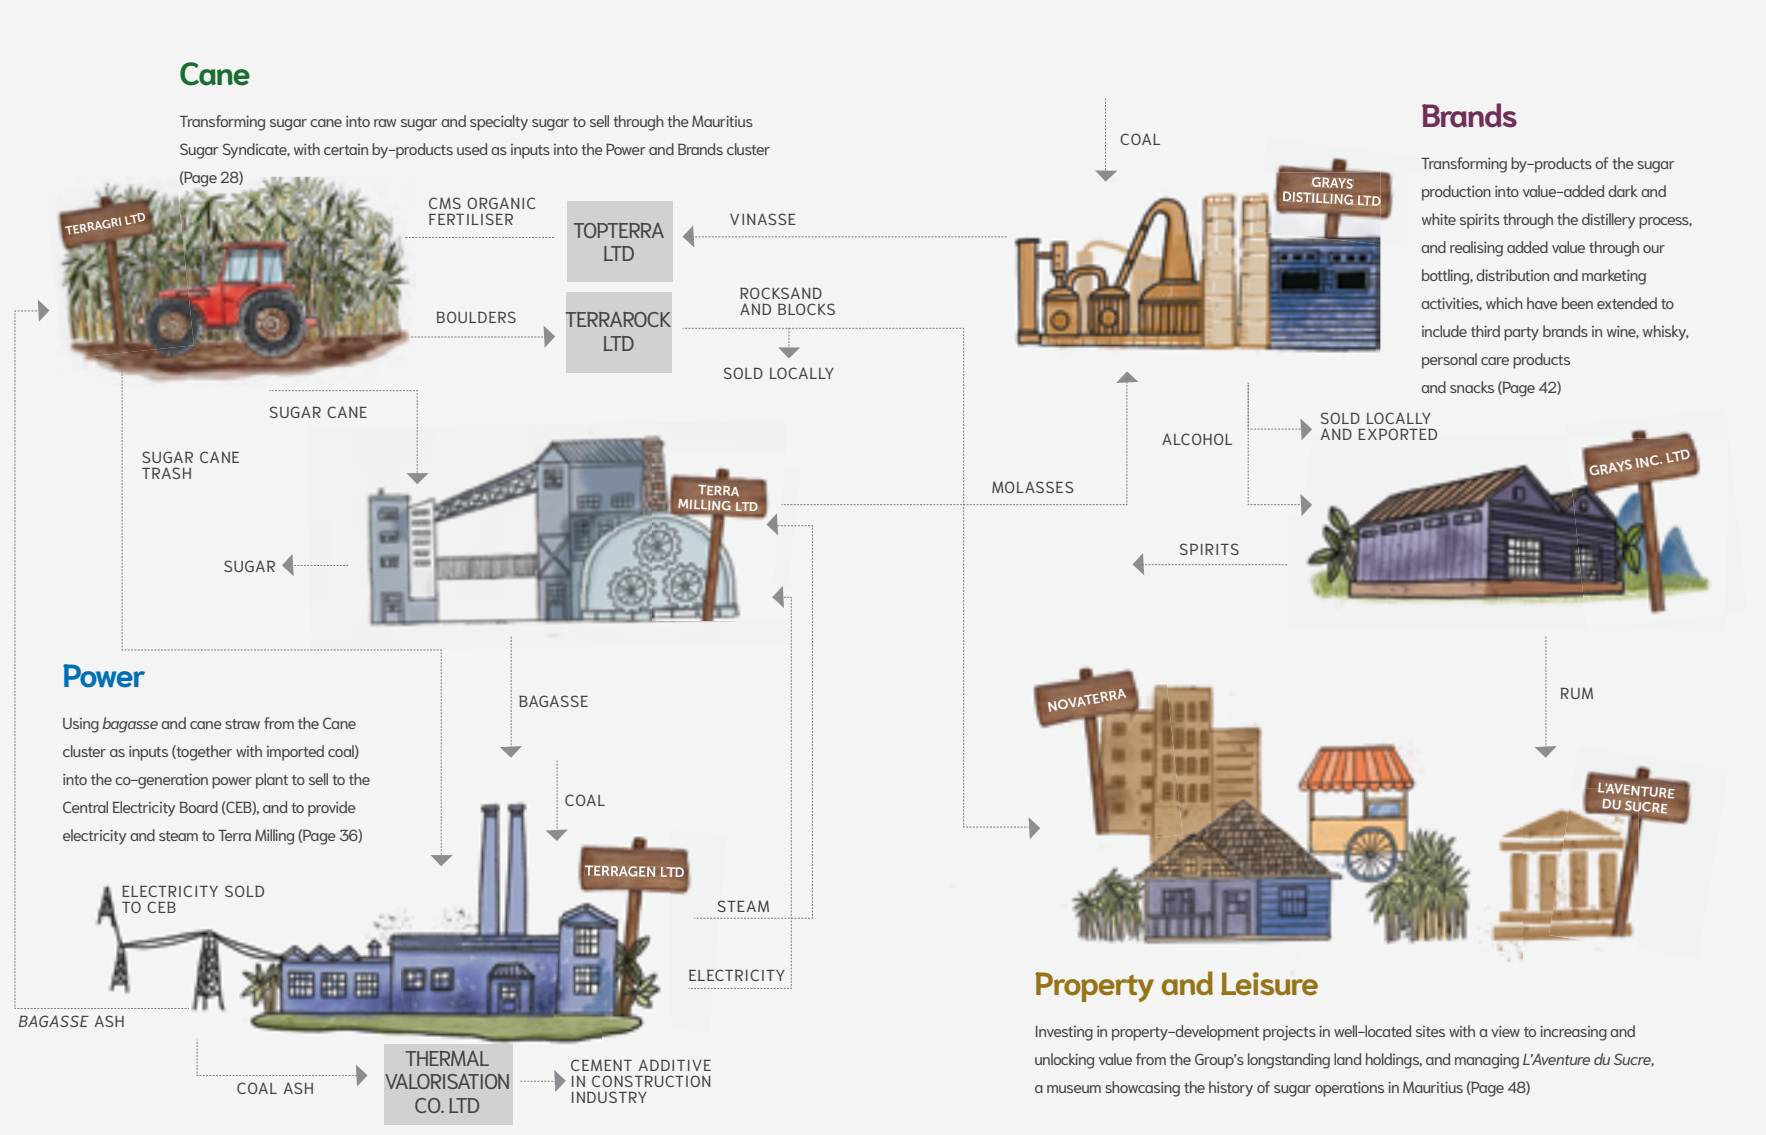 Cane
Transforming sugar cane into raw sugar and specialty sugar to sell through the Mauritius
Sugar Syndicate, with certain by-products used as inputs into the Power and Brands cluster
(Page 28)
TERRAGRI LTD
CMS ORGANIC
FERTILISER
TOPTERRA
LTD
VINASSE
BOULDERS
TERRAROCK
LTD
ROCKSAND
AND BLOCKS
SOLD LOCALLY
COAL
GRAYS
DISTILLING LTD
Brands
Transforming by-products of the sugar
production into value-added dark and
white spirits through the distillery process,
and realising added value through our
bottling, distribution and marketing
activities, which have been extended to
include third party brands in wine, whisky,
personal care products
and snacks (Page 42)
SUGAR CANE
SUGAR CANE
TRASH
TERRA
MILLING LTD
SUGAR
MOLASSES
ALCOHOL
SOLD LOCALLY
AND EXPORTED
GRAYS INC. LTD
SPIRITS
RUM
Power
Using bagasse and cane straw from the Cane
cluster as inputs (together with imported coal)
into the co-generation power plant to sell to the
Central Electricity Board (CEB), and to provide
electricity and steam to Terra Milling (Page 36)
BAGASSE
COAL
TERRAGEN LTD
STEAM
ELECTRICITY
ELECTRICITY SOLD
TO CEB
BAGASSE ASH
COAL ASH
THERMAL
VALORISATION
CO. LTD
CEMENT ADDITIVE
IN CONSTRUCTION
INDUSTRY
NOVATERRA
L'AVENTURE
DU SUCRE
Property and Leisure
Investing in property-development projects in well-located sites with a view to increasing and
unlocking value from the Group's longstanding land holdings, and managing L'Aventure du Sucre,
a museum showcasing the history of sugar operations in Mauritius (Page 48)